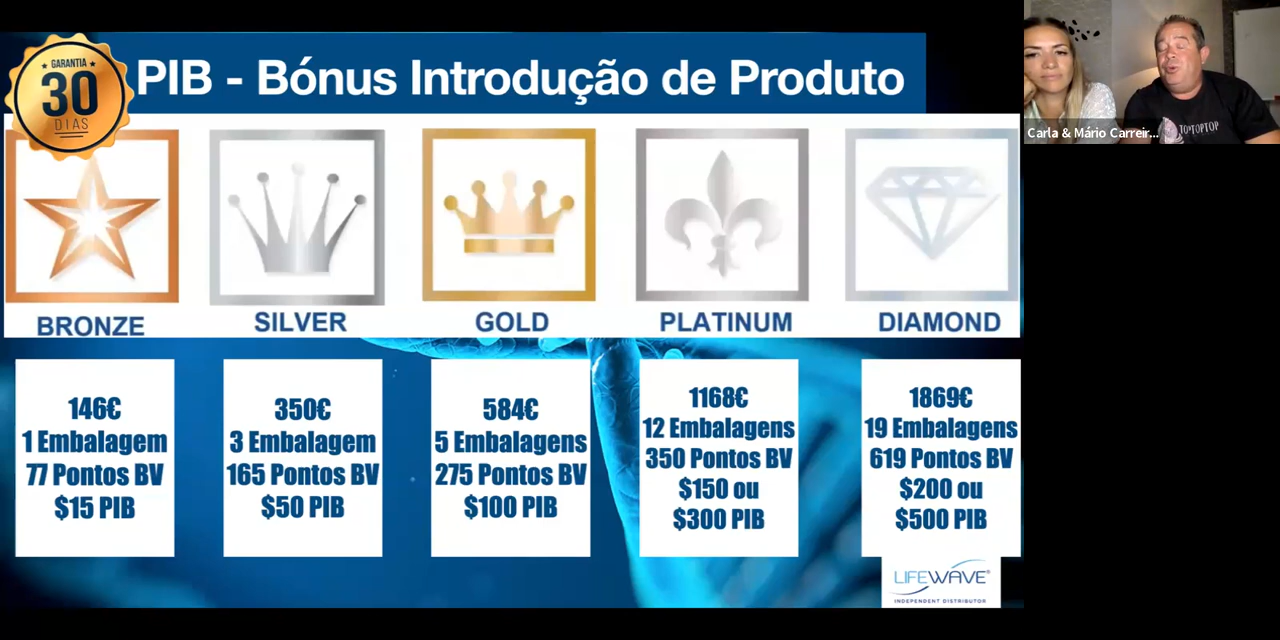 GARANTIA
30
DIAS
PIB - Bónus Introdução de Produto
BRONZE
SILVER
GOLD
PLATINUM
DIAMOND
146€
1 Embalagem
77 Pontos BV
$15 PIB
350€
3 Embalagem
165 Pontos BV
$50 PIB
584€
5 Embalagens
275 Pontos BV
$100 PIB
1168€
12 Embalagens
350 Pontos BV
$150 ou
$300 PIB
1869€
19 Embalagens
619 Pontos BV
$200 ou
$500 PIB
LIFEWAVE®
INDEPENDENT DISTRIBUTOR
Carla & Mário Carreir...